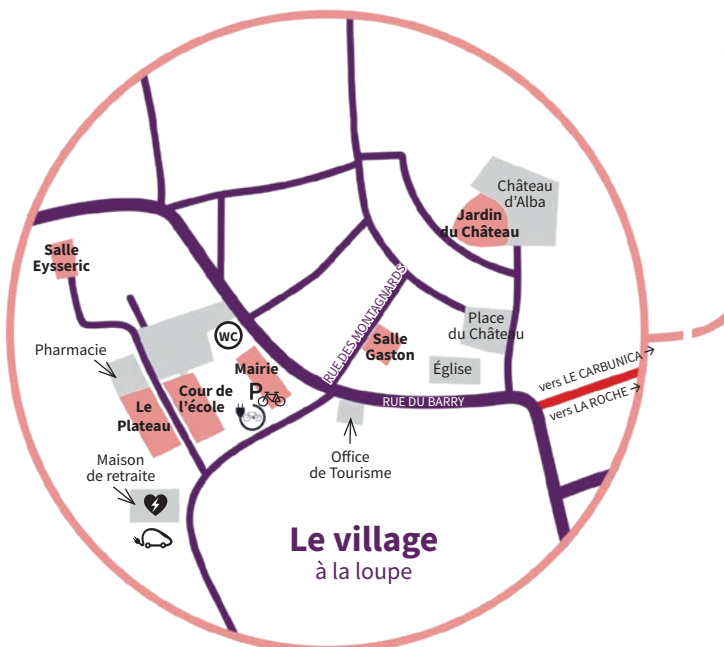 Château
d'Alba
Jardin
du Château
Salle
Eysseric
RUE DES MONTAGNARDS
Place
du Château
WC
Salle
Gaston
Pharmacie
Église
Mairie
P
vers LE CARBUNICA →
vers LA ROCHE →
Cour de
l'école
Le
Plateau
RUE DU BARRY
Office
de Tourisme
Maison
de retraite
Le village
à la loupe